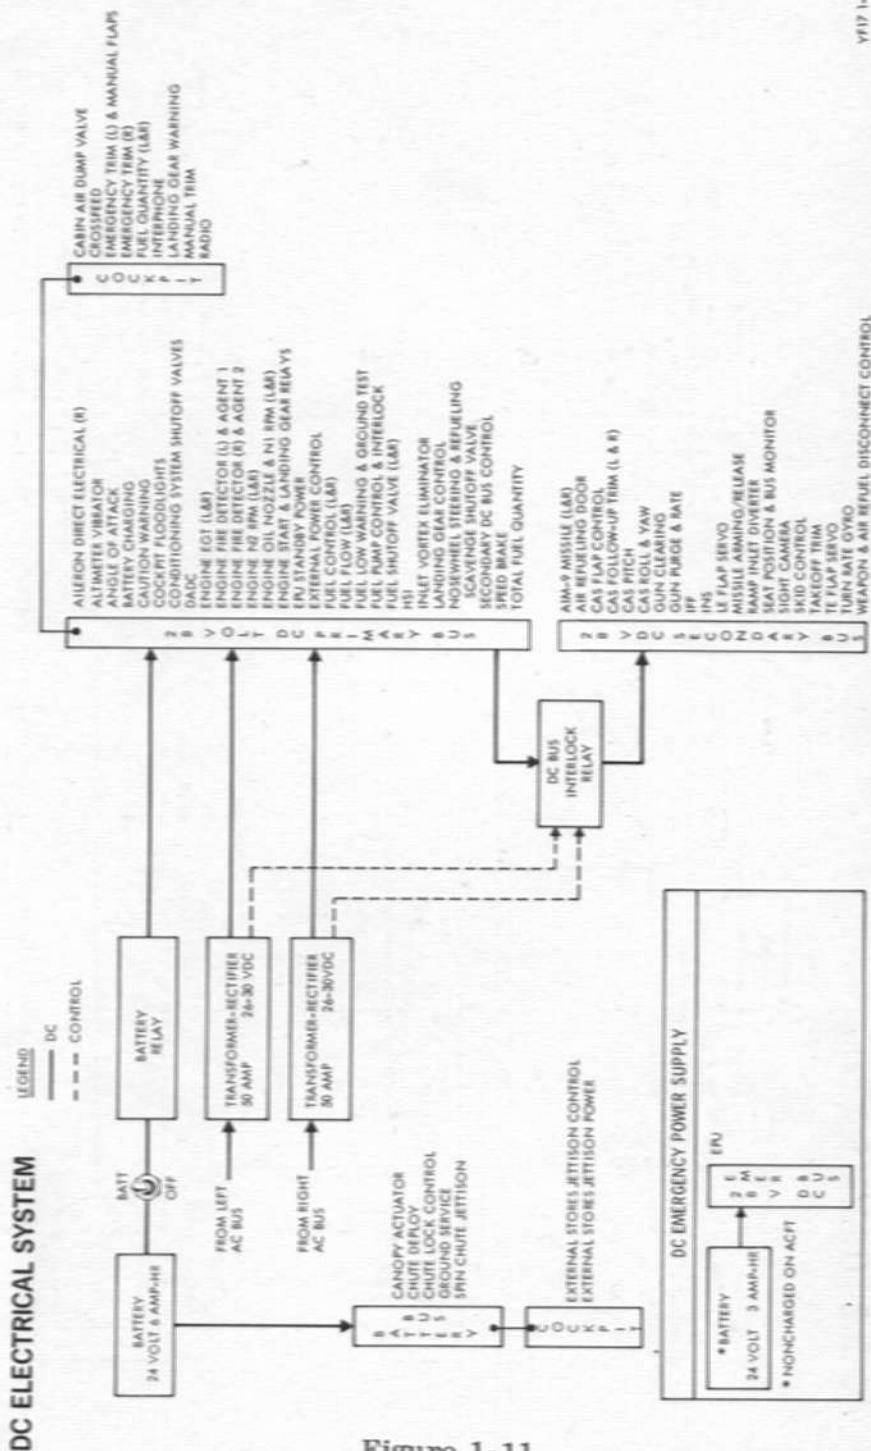 DC ELECTRICAL SYSTEM
LEGEND
DC
CONTROL
BATTERY
24 VOLT 6 AMP-HR
BATT
OFF
BATTERY
RELAY
FROM LEFT
AC BUS
TRANSFORMER-RECTIFIER
50 AMP 26-30 VDC
FROM RIGHT
AC BUS
TRANSFORMER-RECTIFIER
50 AMP 26-30VDC
BATTERY BUS
CANOPY ACTUATOR
CHUTE DEPLOY
CHUTE LOCK CONTROL
GROUND SERVICE
SPIN CHUTE JETTISON
COCKPIT
EXTERNAL STORES JETTISON CONTROL
EXTERNAL STORES JETTISON POWER
28 VOLT DC PRIMARY BUS
AILERON DIRECT ELECTRICAL (R)
ALTIMETER VIBRATOR
ANGLE OF ATTACK
BATTERY CHARGING
CAUTION WARNING
COCKPIT FLOODLIGHTS
CONDITIONING SYSTEM SHUTOFF VALVES
DADC
ENGINE EGT (L&R)
ENGINE FIRE DETECTOR (L) & AGENT 1
ENGINE FIRE DETECTOR (R) & AGENT 2
ENGINE N2 RPM (L&R)
ENGINE OIL NOZZLE & N1 RPM (L&R)
ENGINE START & LANDING GEAR RELAYS
EPU STANDBY POWER
EXTERNAL POWER CONTROL
FUEL CONTROL (L&R)
FUEL FLOW (L&R)
FUEL LOW WARNING & GROUND TEST
FUEL PUMP CONTROL & INTERLOCK
FUEL SHUTOFF VALVE (L&R)
HSI
INLET VORTEX ELIMINATOR
LANDING GEAR CONTROL
NOSEWHEEL STEERING & REFUELING
SCAVENGE SHUTOFF VALVE
SECONDARY DC BUS CONTROL
SPEED BRAKE
TOTAL FUEL QUANTITY
COCKPIT
CABIN AIR DUMP VALVE
CROSSFEED
EMERGENCY TRIM (L) & MANUAL FLAPS
EMERGENCY TRIM (R)
FUEL QUANTITY (L&R)
INTERPHONE
LANDING GEAR WARNING
MANUAL TRIM
RADIO
DC BUS
INTERLOCK
RELAY
28 VDC SECONDARY BUS
AIM-9 MISSILE (L&R)
AIR REFUELING DOOR
CAS FLAP CONTROL
CAS FOLLOW-UP TRIM (L & R)
CAS PITCH
CAS ROLL & YAW
GUN CLEARING
GUN PURGE & RATE
IFF
INS
LE FLAP SERVO
MISSILE ARMING/RELEASE
RAMP INLET DIVERTER
SEAT POSITION & BUS MONITOR
SIGHT CAMERA
SKID CONTROL
TAKEOFF TRIM
TE FLAP SERVO
TURN RATE GYRO
WEAPON & AIR REFUEL DISCONNECT CONTROL
DC EMERGENCY POWER SUPPLY
*BATTERY
24 VOLT 3 AMP-HR
*NONCHARGED ON ACFT
EPU
28 V DC
EMER BUS
YF17 1-
Figure 1-11